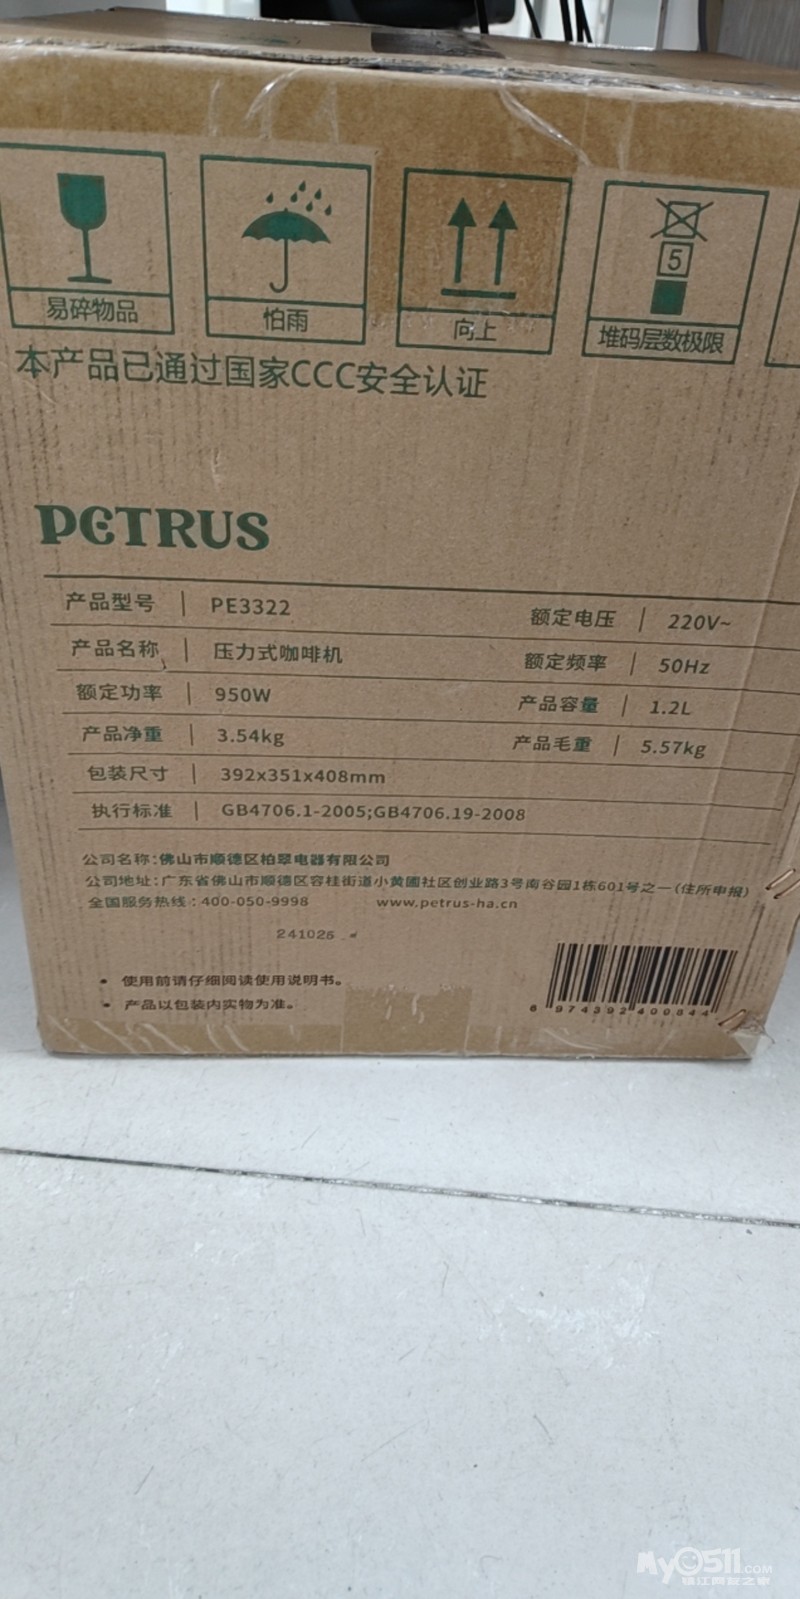 易碎物品
怕雨
向上
5
堆码层数极限
本产品已通过国家CCC安全认证
PETRUS
产品型号 | PE3322 额定电压 | 220V~
产品名称 | 压力式咖啡机 额定频率 | 50Hz
额定功率 | 950W 产品容量 | 1.2L
产品净重 | 3.54kg 产品毛重 | 5.57kg
包装尺寸 | 392x351x408mm
执行标准 | GB4706.1-2005;GB4706.19-2008
公司名称:佛山市顺德区柏翠电器有限公司
公司地址:广东省佛山市顺德区容桂街道小黄圃社区创业路3号南谷园1栋601号之一(住所申报)
全国服务热线:400-050-9998 www.petrus-ha.cn
241026
• 使用前请仔细阅读使用说明书。
• 产品以包装内实物为准。
6 974392 400844
MyO511.COM
镇江网友之家